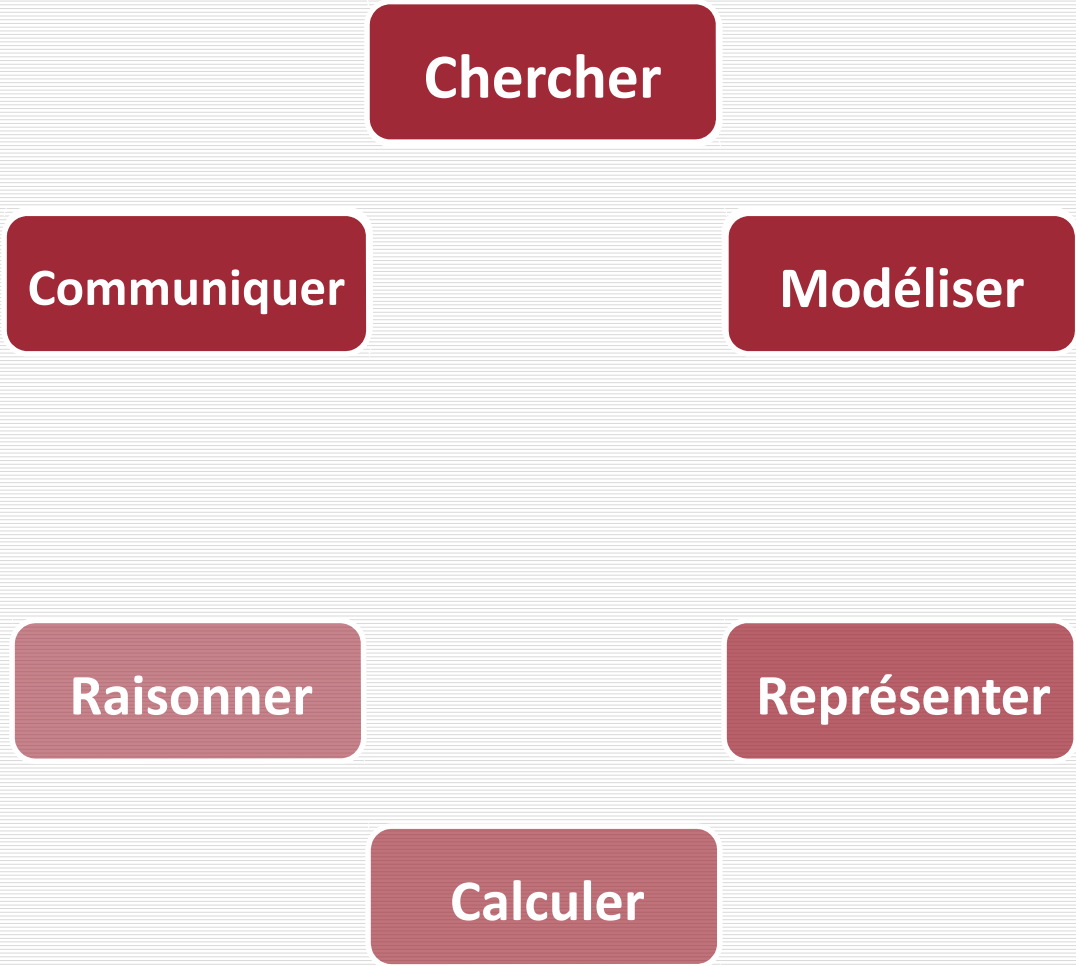 Chercher
Communiquer
Modéliser
Raisonner
Représenter
Calculer